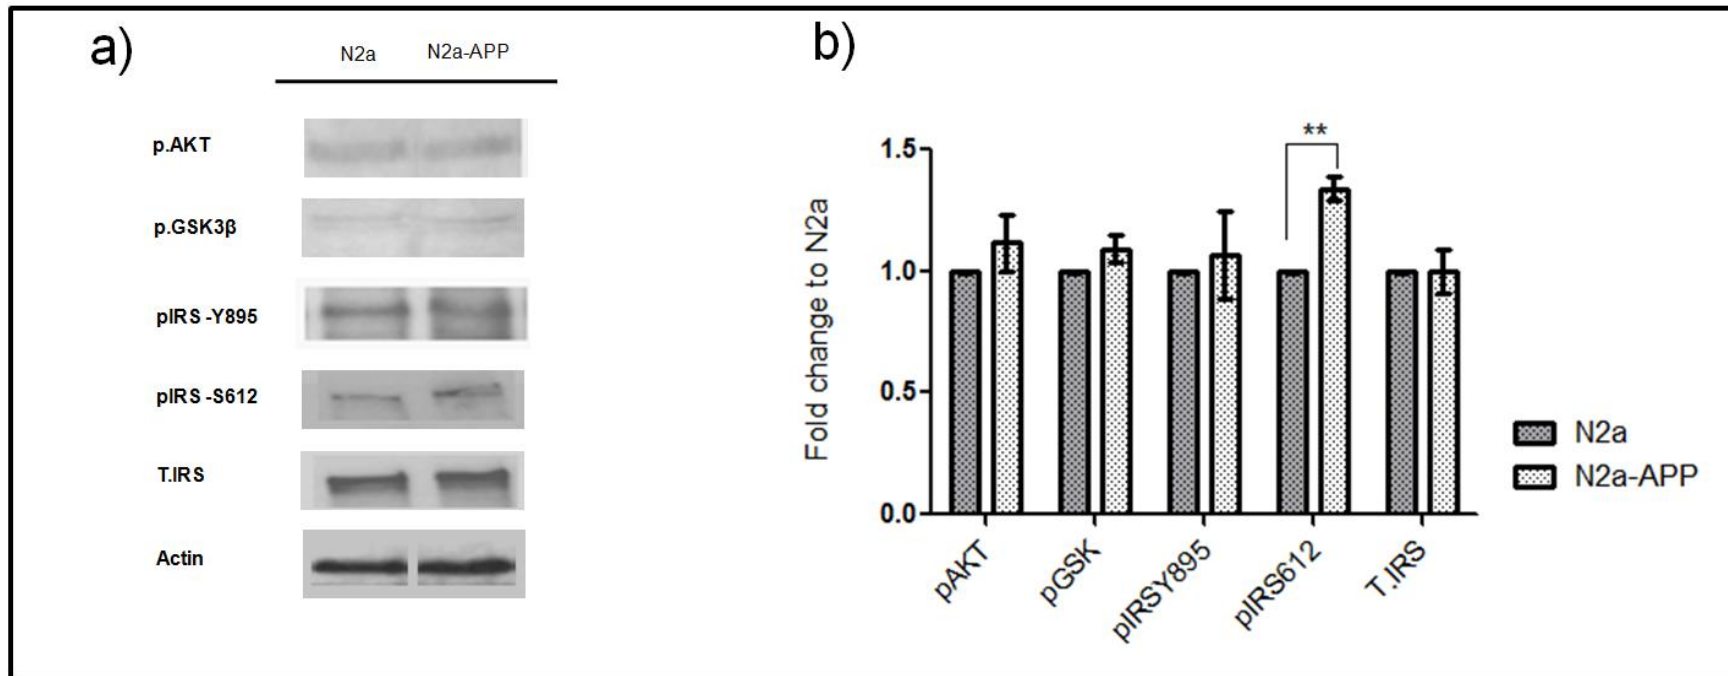 a)
N2a N2a-APP
p.AKT
p.GSK3β
pIRS -Y895
pIRS -S612
T.IRS
Actin
b)
Fold change to N2a
1.5
1.0
0.5
0.0
**
pAKT
pGSK
pIRSY895
pIRS612
T.IRS
N2a
N2a-APP